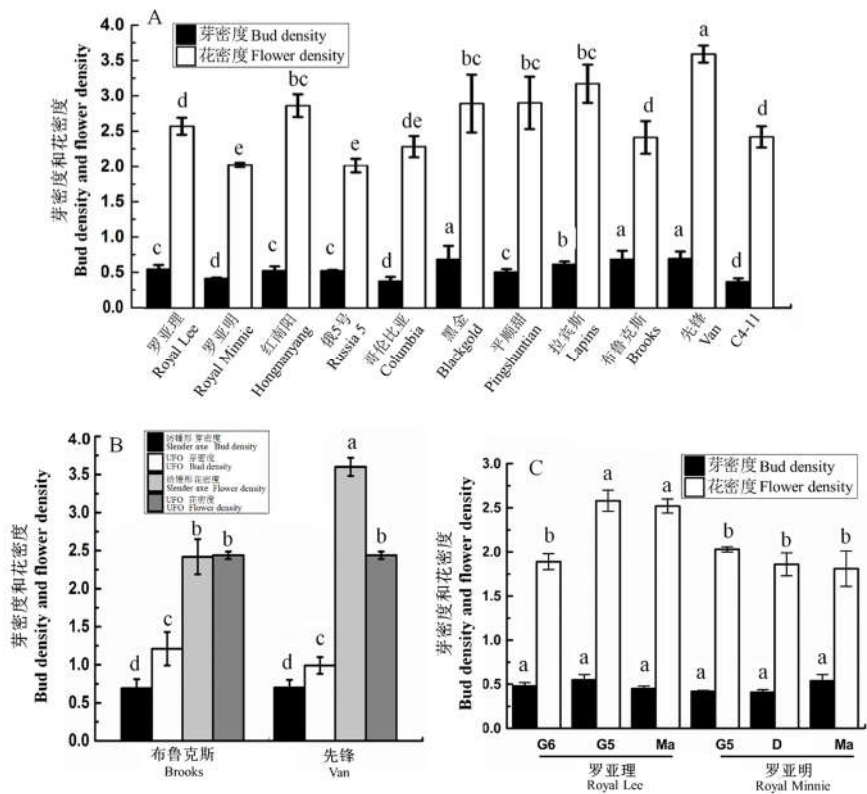 A
芽密度 Bud density
花密度 Flower density
芽密度和花密度
Bud density and flower density
4.0
3.5
3.0
2.5
2.0
1.5
1.0
0.5
0.0
d e bc e de bc bc bc d a d
c d c c d a c b a a d
罗亚理
Royal Lee
罗亚明
Royal Minnie
红南阳
Hongnanyang
俄5号
Russia 5
哥伦比亚
Columbia
黑金
Blackgold
平顺甜
Pingshuntian
拉宾斯
Lapins
布鲁克斯
Brooks
先锋
Van
C4-11
B
纺锤形 芽密度
Slender axe Bud density
UFO 芽密度
UFO Bud density
纺锤形花密度
Slender axe Flower density
UFO 花密度
UFO Flower density
芽密度和花密度
Bud density and flower density
4.0
3.5
3.0
2.5
2.0
1.5
1.0
0.5
0.0
d c b b d c a b
布鲁克斯
Brooks
先锋
Van
C
芽密度 Bud density
花密度 Flower density
芽密度和花密度
Bud density and flower density
3.0
2.5
2.0
1.5
1.0
0.5
0.0
b a a b b b
a a a a a a
G6 G5 Ma G5 D Ma
罗亚理
Royal Lee
罗亚明
Royal Minnie